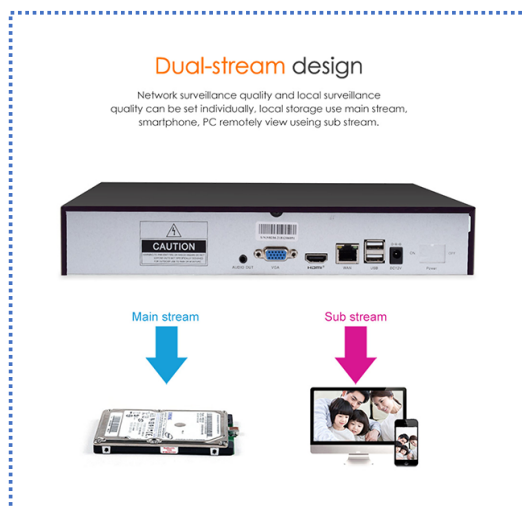 Dual-stream design
Network surveillance quality and local surveillance
quality can be set individually, local storage use main stream,
smartphone, PC remotely view useing sub stream.
CAUTION
AUDIO OUT
VGA
HDMI
WAN
USB
DC12V
ON
OFF
Power
Main stream
Sub stream